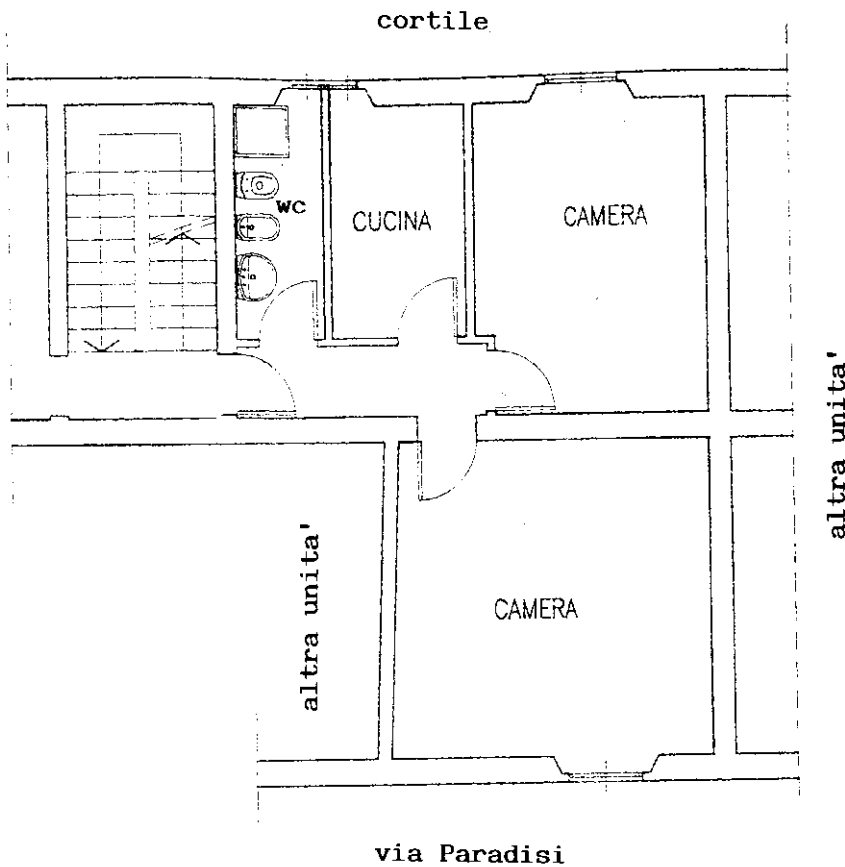 cortile
WC
CUCINA
CAMERA
altra unita'
altra unita'
CAMERA
via Paradisi